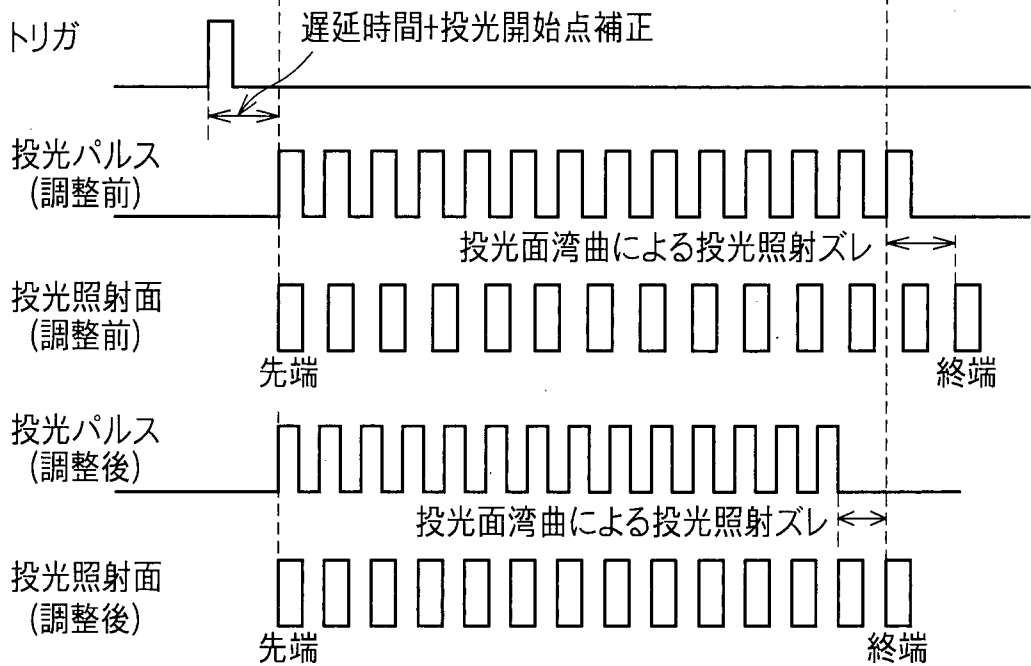 トリガ
遅延時間+投光開始点補正
投光パルス
(調整前)
投光面湾曲による投光照射ズレ
投光照射面
(調整前)
先端
終端
投光パルス
(調整後)
投光面湾曲による投光照射ズレ
投光照射面
(調整後)
先端
終端